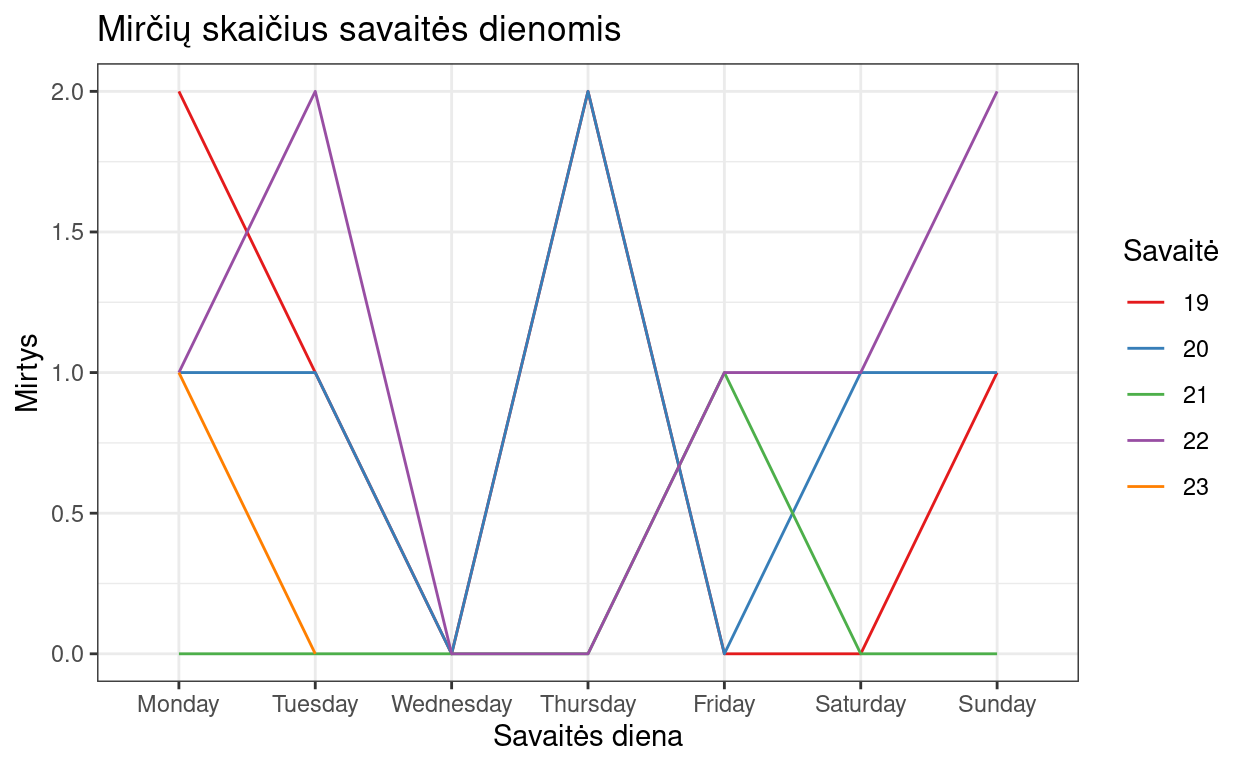 Mirčių skaičius savaitės dienomis
2.0
1.5
1.0
0.5
0.0
Mirtys
Monday Tuesday Wednesday Thursday Friday Saturday Sunday
Savaitės diena
Savaitė
19
20
21
22
23